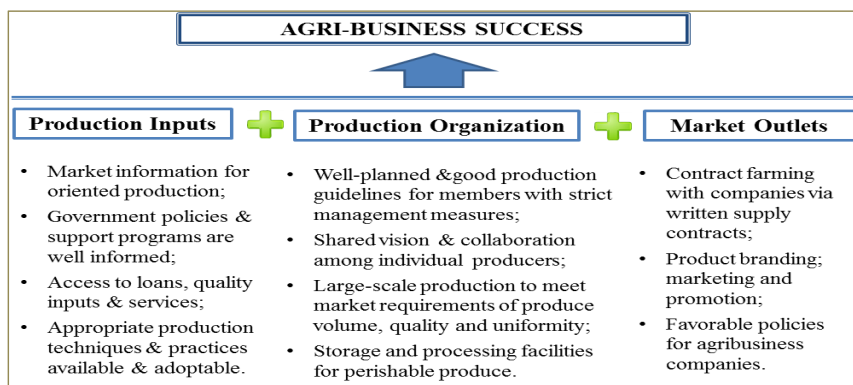 AGRI-BUSINESS SUCCESS
Production Inputs
Production Organization
Market Outlets
• Market information for
oriented production;
• Government policies &
support programs are
well informed;
• Access to loans, quality
inputs & services;
• Appropriate production
techniques & practices
available & adoptable.
• Well-planned &good production
guidelines for members with strict
management measures;
• Shared vision & collaboration
among individual producers;
• Large-scale production to meet
market requirements of produce
volume, quality and uniformity;
• Storage and processing facilities
for perishable produce.
• Contract farming
with companies via
written supply
contracts;
• Product branding;
marketing and
promotion;
• Favorable policies
for agribusiness
companies.